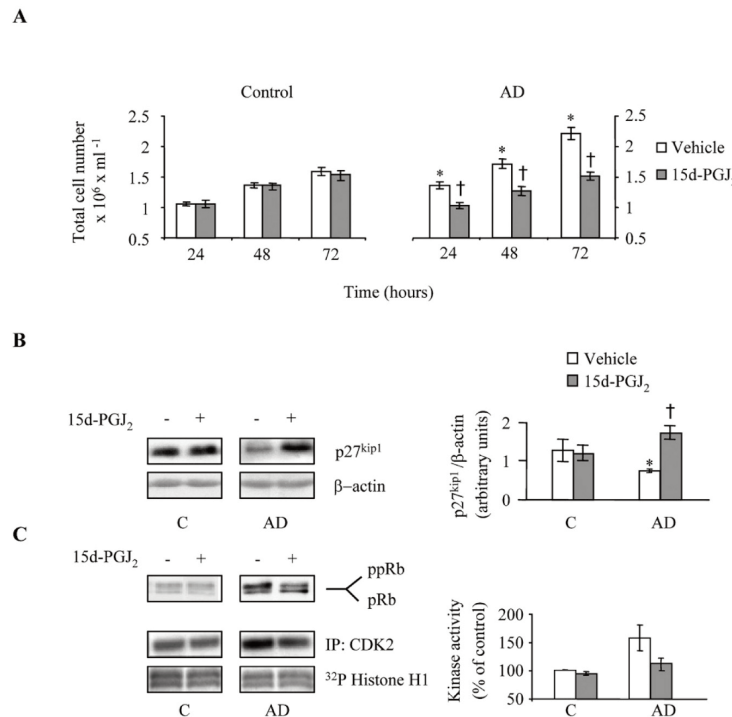 A
Control
AD
Total cell number
x 10⁶ x ml ⁻¹
2.5
2
1.5
1
0.5
24
48
72
*
†
*
†
*
†
24
48
72
2.5
2
1.5
1
0.5
Vehicle
15d-PGJ
Time (hours)
B
15d-PGJ₂
-
+
-
+
p27ᵏⁱᵖ¹
β–actin
C
AD
Vehicle
15d-PGJ₂
p27ᵏⁱᵖ¹/β-actin
(arbitrary units)
2
1
0
*
†
C
AD
C
15d-PGJ₂
-
+
-
+
ppRb
pRb
IP: CDK2
³²P Histone H1
C
AD
Kinase activity
(% of control)
200
150
100
50
C
AD